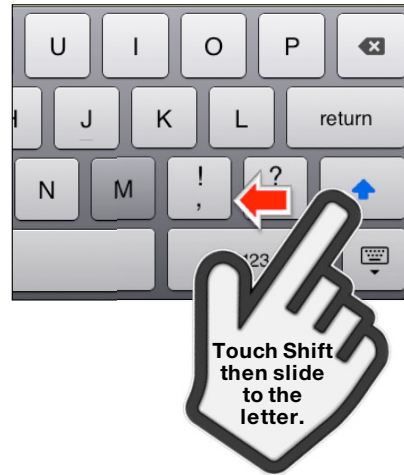 U I O P
H J K L return
N M ! ?
,
123
Touch Shift
then slide
to the
letter.